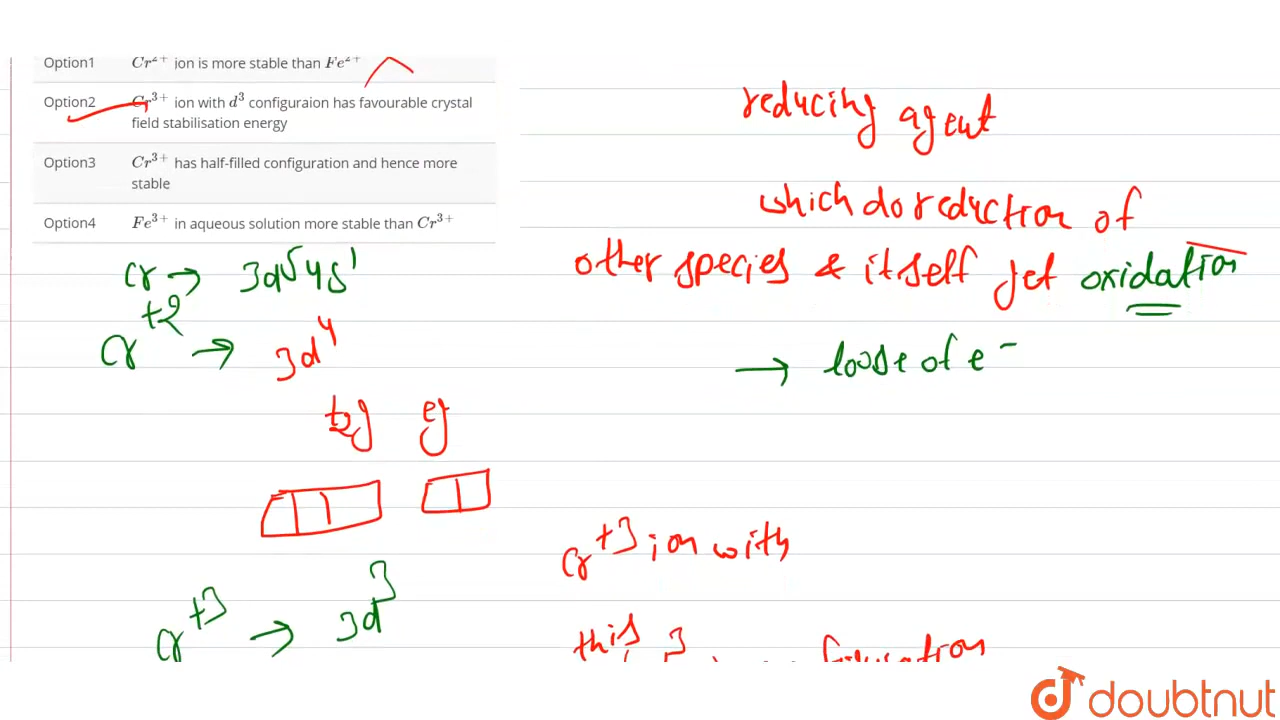 Option1 Cr²⁺ ion is more stable than Fe²⁺
Option2 Cr³⁺ ion with d³ configuraion has favourable crystal
field stabilisation energy
Option3 Cr³⁺ has half-filled configuration and hence more
stable
Option4 Fe³⁺ in aqueous solution more stable than Cr³⁺
Cr → 3d⁵4s¹
Cr⁺² → 3d⁴
t2g eg
Cr⁺³ → 3d³
reducing agent
which do reduction of
other species & itself get oxidation
→ loose of e⁻
Cr⁺³ ion with
this
doubtnut